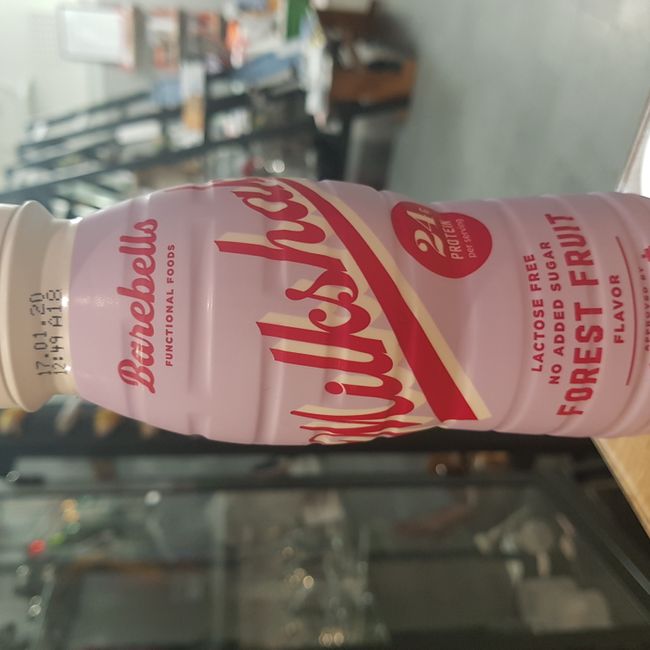 17.01.20
12:49 A18
Barebells
FUNCTIONAL FOODS
Milkshake
24g
PROTEIN
per serving
LACTOSE FREE
NO ADDED SUGAR
FOREST FRUIT
FLAVOR